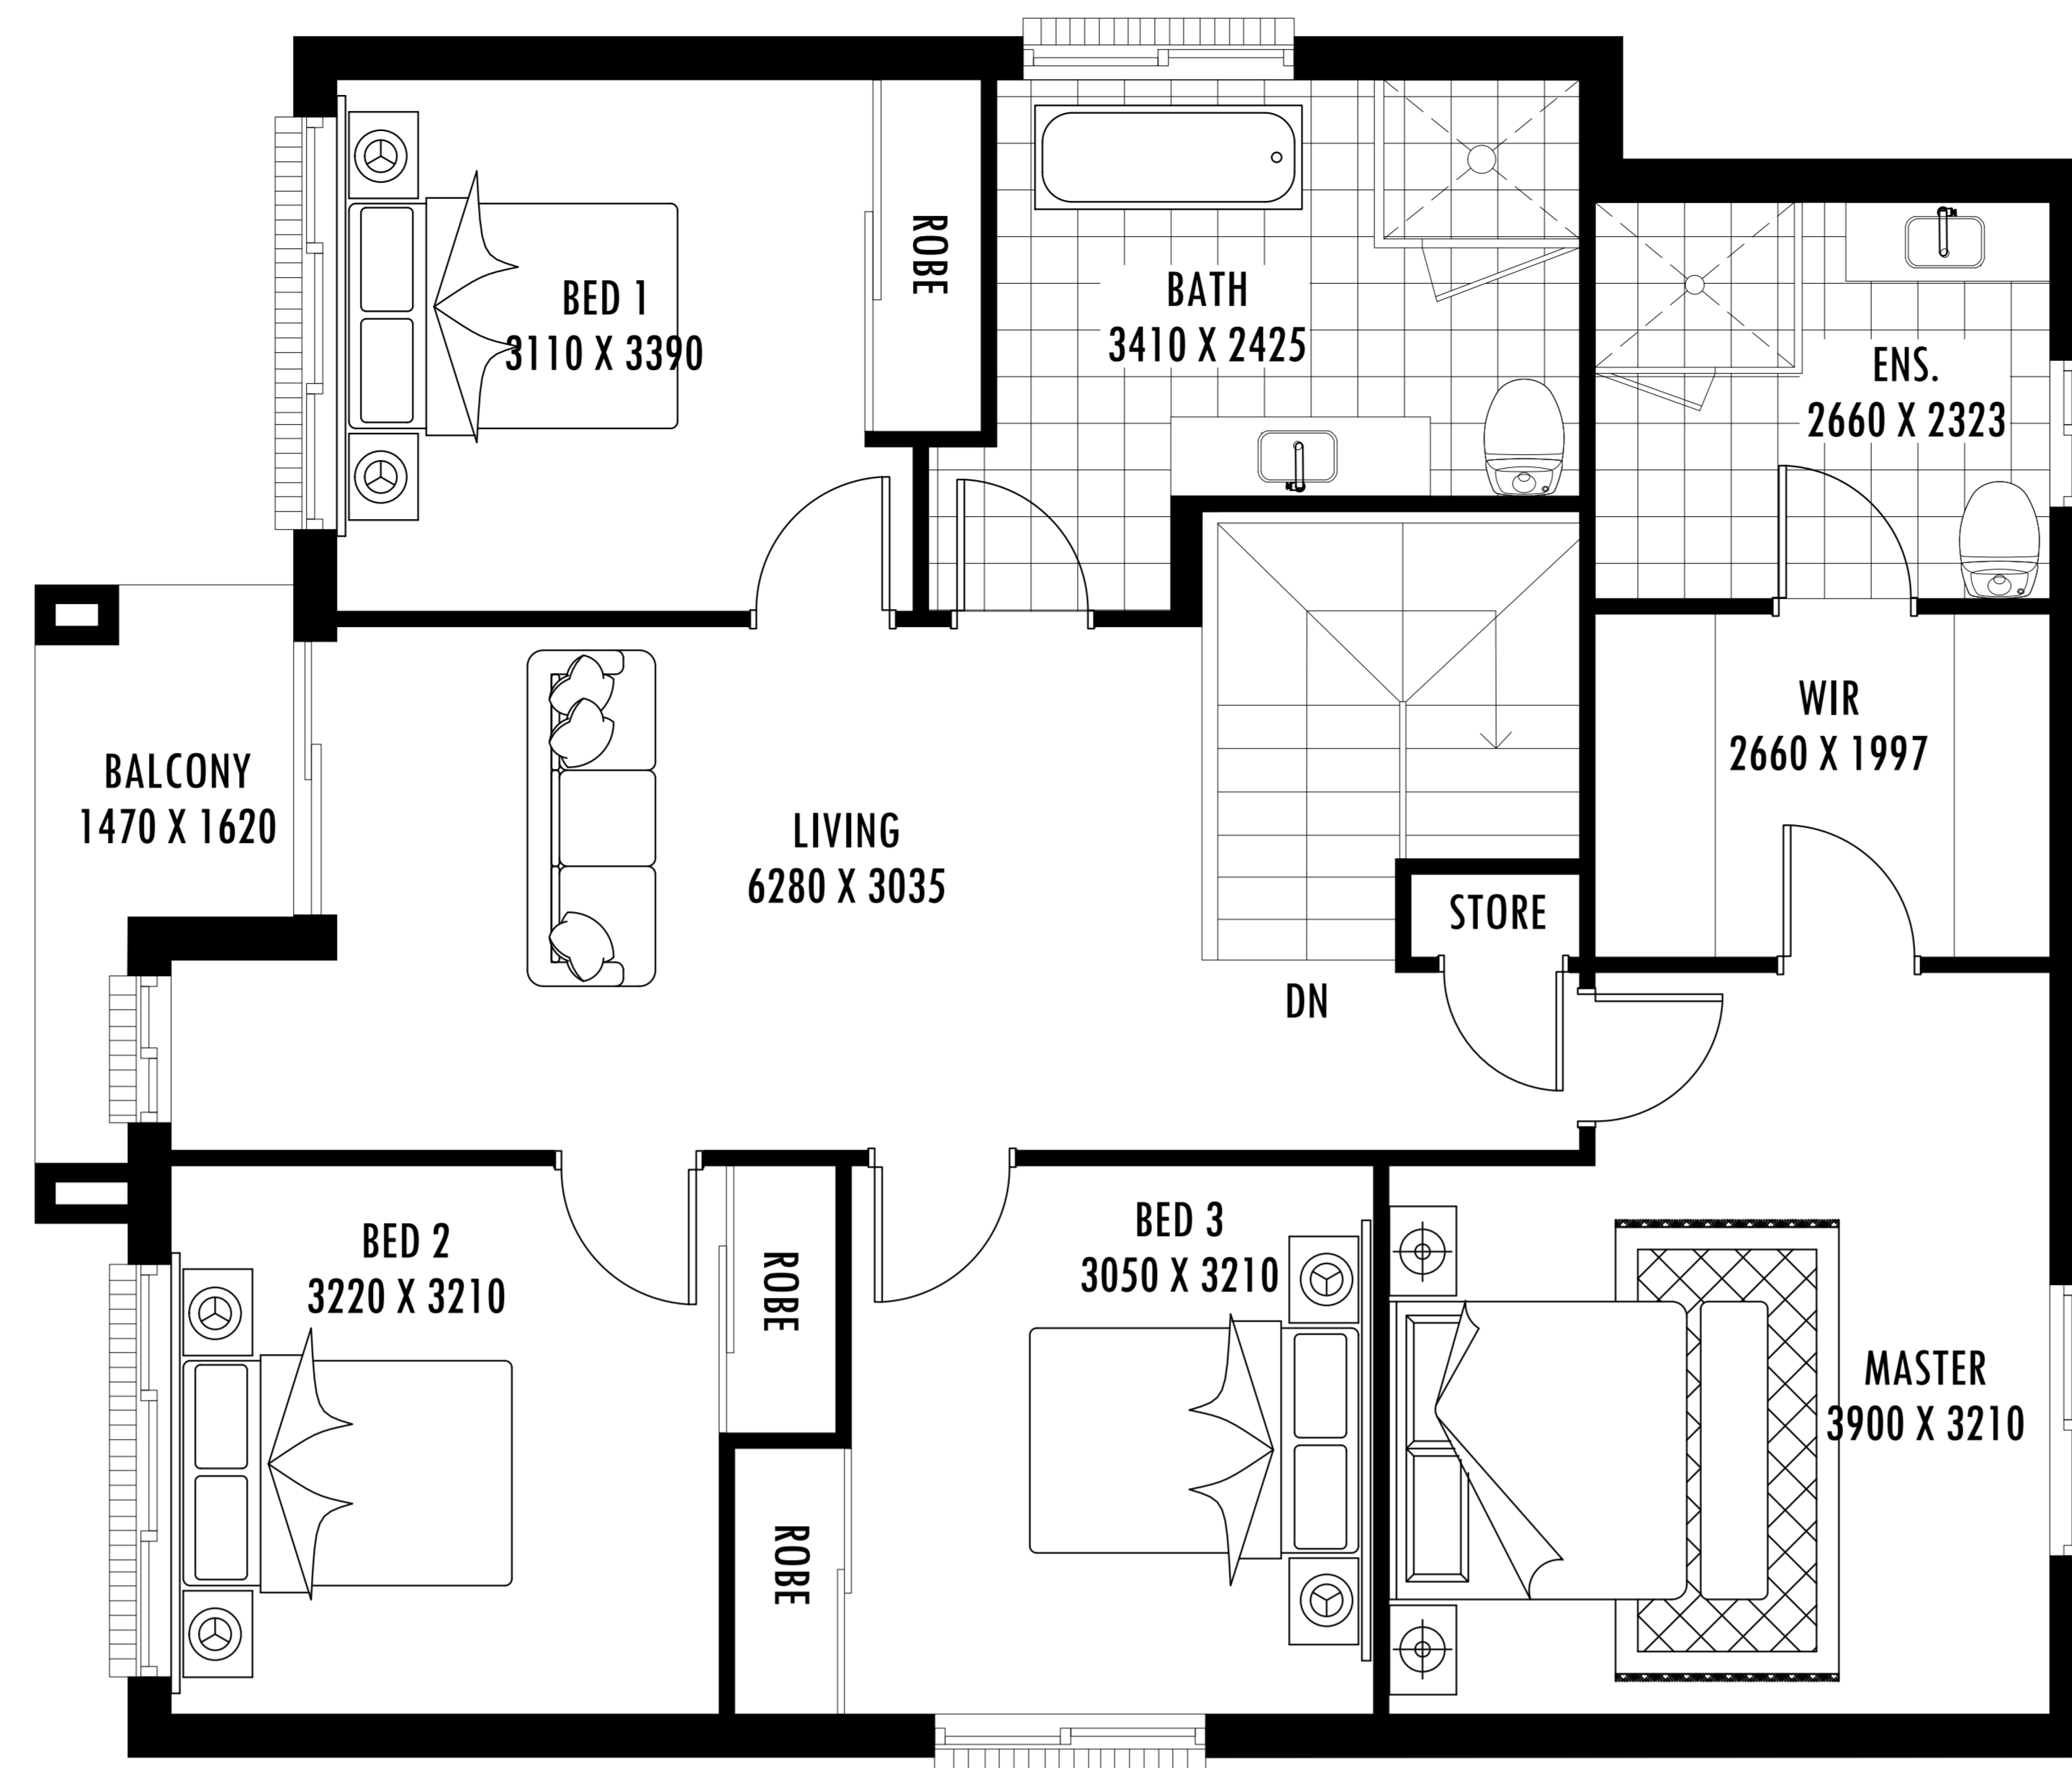 BED 1
3110 X 3390
ROBE
BATH
3410 X 2425
ENS.
2660 X 2323
WIR
2660 X 1997
BALCONY
1470 X 1620
LIVING
6280 X 3035
STORE
DN
BED 2
3220 X 3210
ROBE
ROBE
BED 3
3050 X 3210
MASTER
3900 X 3210